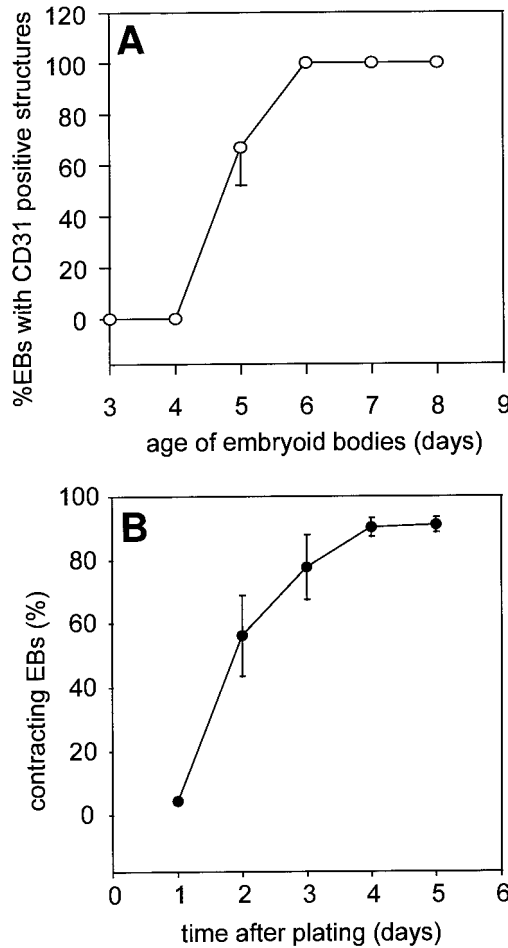 A
%EBs with CD31 positive structures
120
100
80
60
40
20
0
3 4 5 6 7 8 9
age of embryoid bodies (days)
B
contracting EBs (%)
100
80
60
40
20
0
0 1 2 3 4 5 6
time after plating (days)